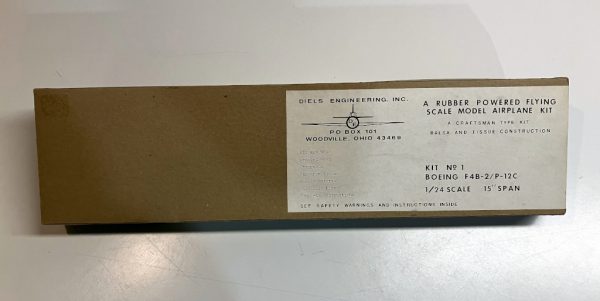 DIELS ENGINEERING, INC.
PO BOX 101
WOODVILLE, OHIO 43469
A RUBBER POWERED FLYING
SCALE MODEL AIRPLANE KIT
A CRAFTSMAN TYPE KIT
BALSA AND TISSUE CONSTRUCTION
KIT Nº 1
BOEING F4B-2/P-12C
1/24 SCALE 15" SPAN
SEE SAFETY WARNINGS AND INSTRUCTIONS INSIDE